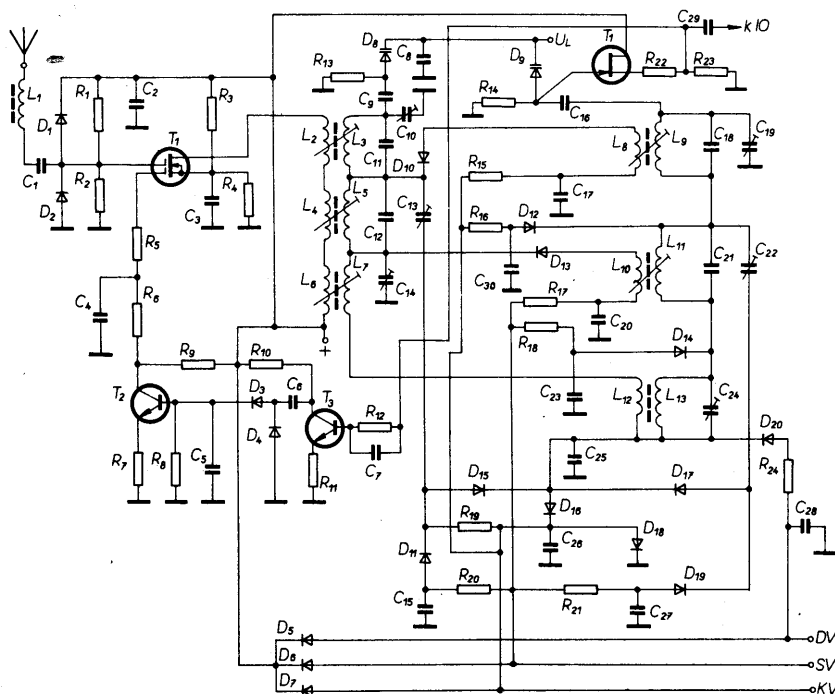 C29
k IO
T1
D8
C8
UL
D9
R22
R23
R13
R14
C16
C9
C10
L1
R1
C2
R3
D1
T1
L2
L3
C11
D10
L8
L9
C18
C19
C1
R2
D2
C3
R4
L5
R15
C17
L4
C13
C12
R16
D12
R5
L7
D13
L11
C21
C22
L10
C4
R6
L6
C14
C30
R17
C20
R18
D14
+
R9
R10
T2
D3
C6
T3
R12
C23
L12
L13
C24
D20
D4
C7
R7
R8
C5
R11
C25
R24
D15
D17
D16
C28
R19
D11
C26
D18
R20
R21
D19
C15
C27
D5
DV
D6
SV
D7
KV